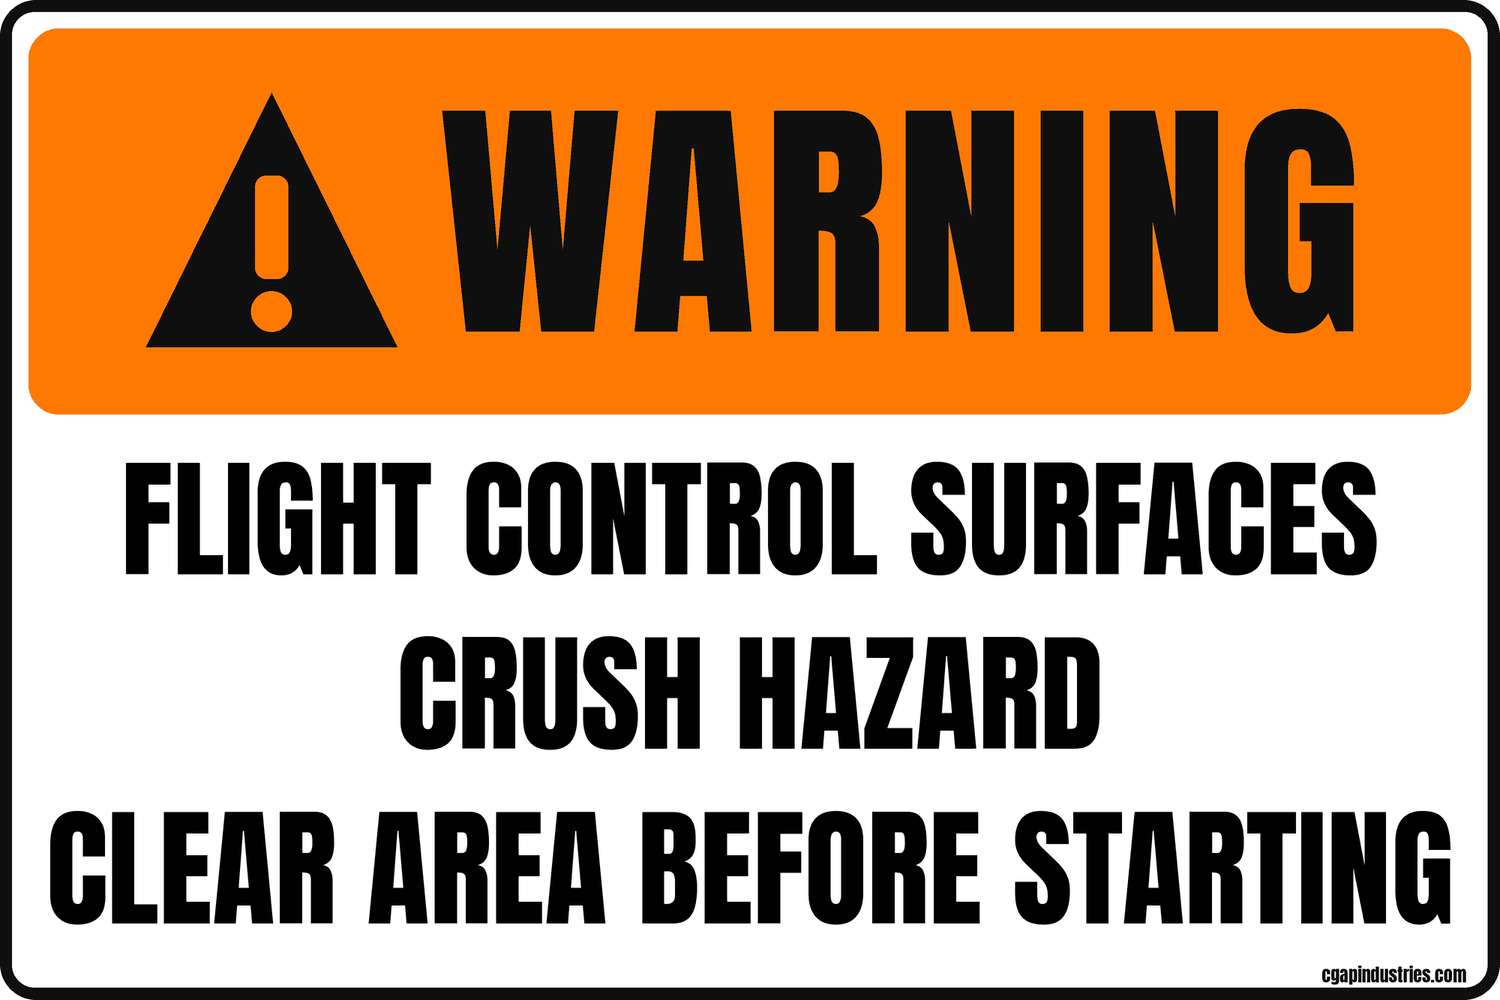 WARNING
FLIGHT CONTROL SURFACES
CRUSH HAZARD
CLEAR AREA BEFORE STARTING
cgapindustries.com